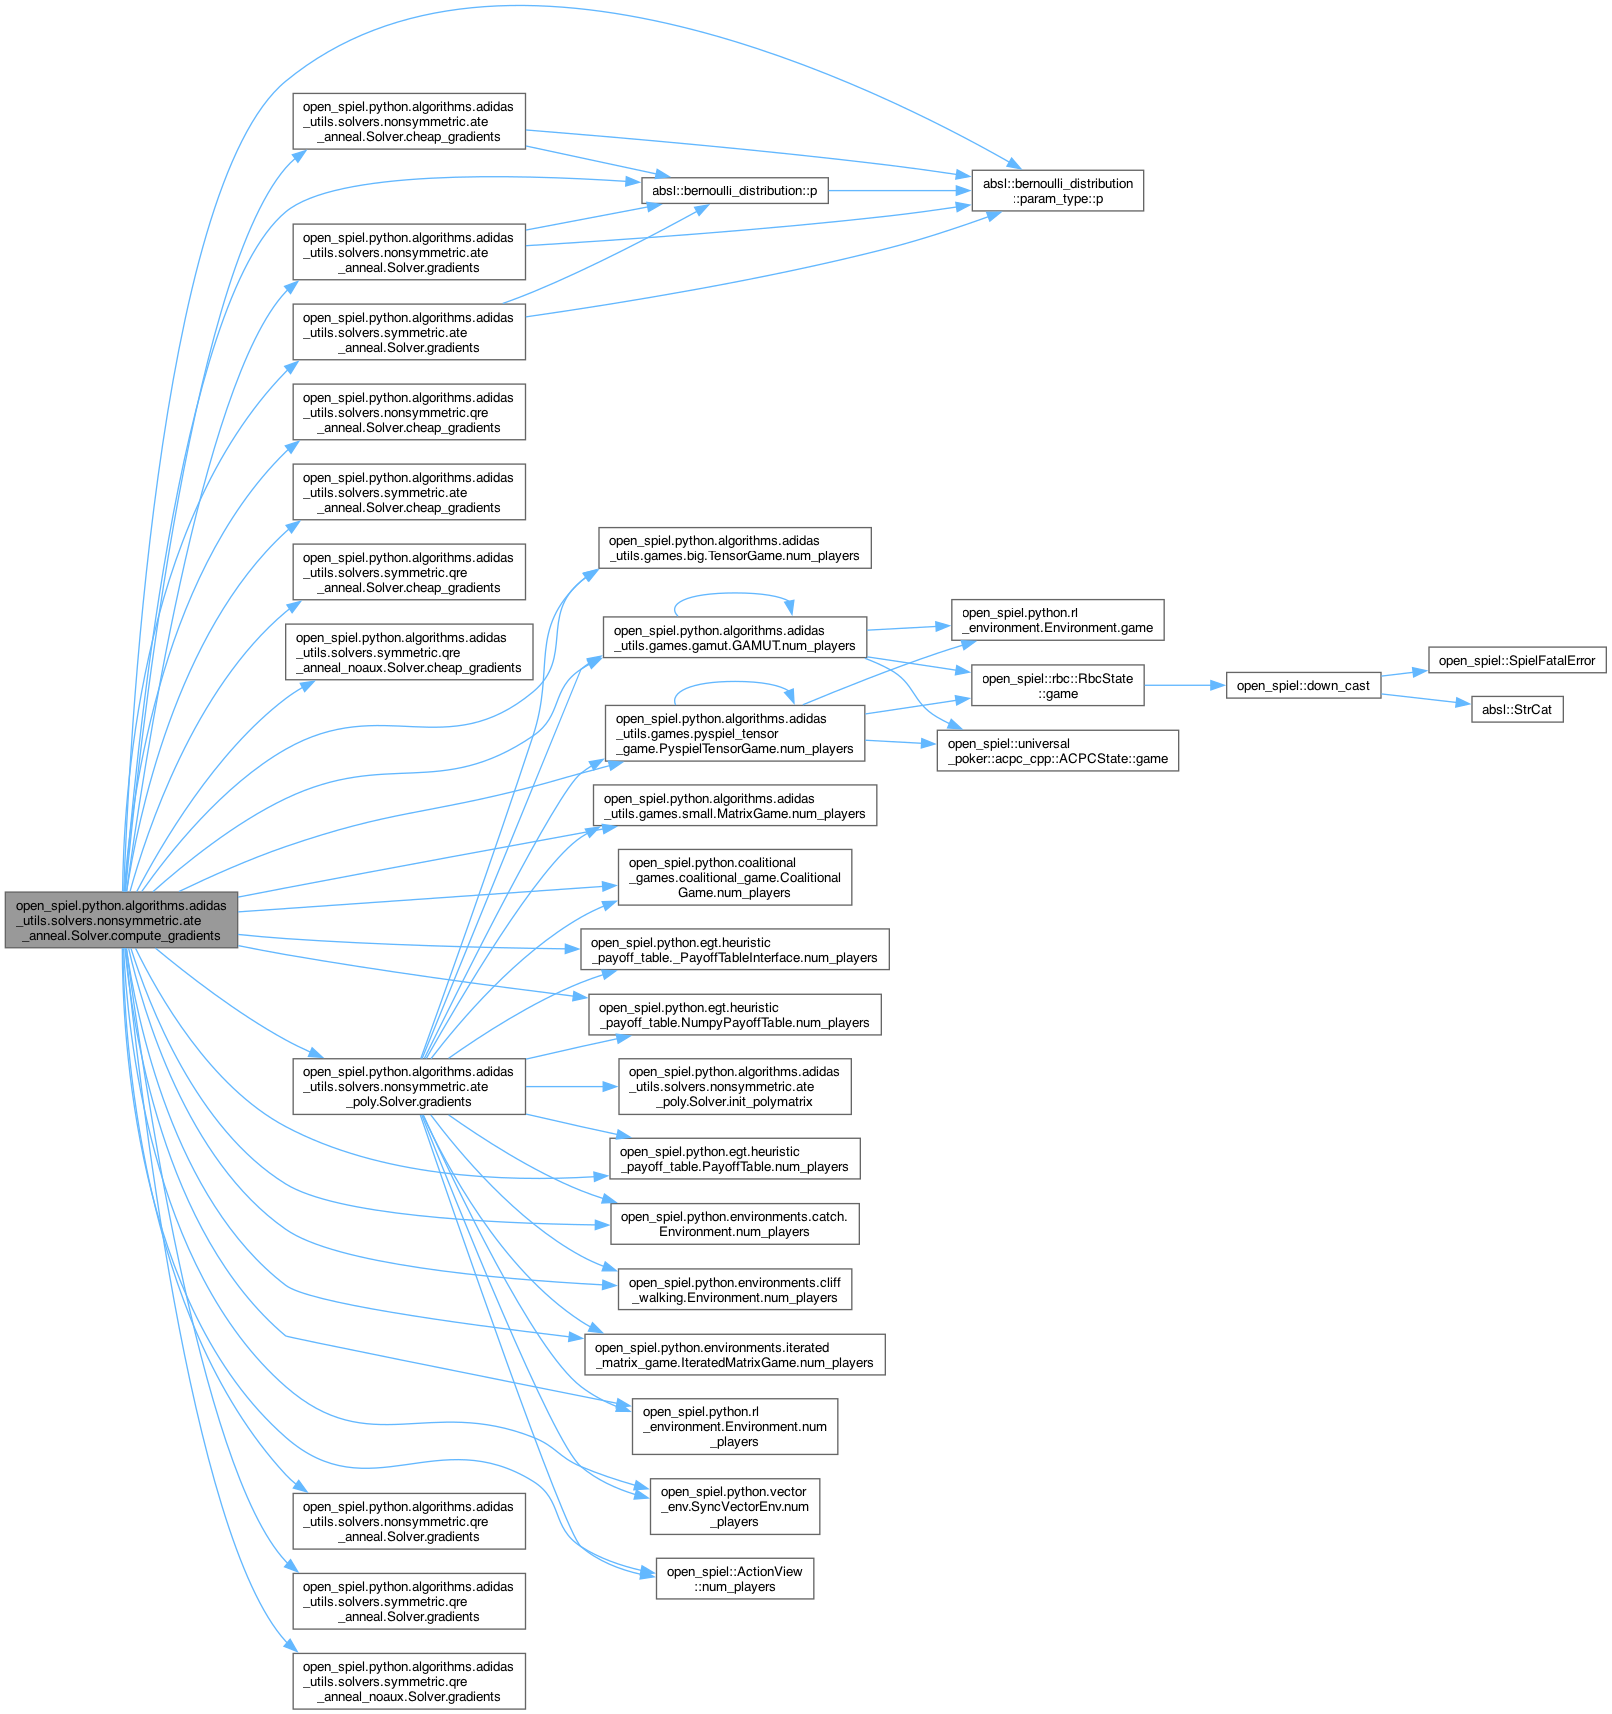 open_spiel.python.algorithms.adidas
_utils.solvers.nonsymmetric.ate
_anneal.Solver.compute_gradients
open_spiel.python.algorithms.adidas
_utils.solvers.nonsymmetric.ate
_anneal.Solver.cheap_gradients
open_spiel.python.algorithms.adidas
_utils.solvers.nonsymmetric.ate
_anneal.Solver.gradients
open_spiel.python.algorithms.adidas
_utils.solvers.symmetric.ate
_anneal.Solver.gradients
open_spiel.python.algorithms.adidas
_utils.solvers.nonsymmetric.qre
_anneal.Solver.cheap_gradients
open_spiel.python.algorithms.adidas
_utils.solvers.symmetric.ate
_anneal.Solver.cheap_gradients
open_spiel.python.algorithms.adidas
_utils.solvers.symmetric.qre
_anneal.Solver.cheap_gradients
open_spiel.python.algorithms.adidas
_utils.solvers.symmetric.qre
_anneal_noaux.Solver.cheap_gradients
open_spiel.python.algorithms.adidas
_utils.solvers.nonsymmetric.ate
_poly.Solver.gradients
open_spiel.python.algorithms.adidas
_utils.solvers.nonsymmetric.qre
_anneal.Solver.gradients
open_spiel.python.algorithms.adidas
_utils.solvers.symmetric.qre
_anneal.Solver.gradients
open_spiel.python.algorithms.adidas
_utils.solvers.symmetric.qre
_anneal_noaux.Solver.gradients
absl::bernoulli_distribution::p
open_spiel.python.algorithms.adidas
_utils.games.big.TensorGame.num_players
open_spiel.python.algorithms.adidas
_utils.games.gamut.GAMUT.num_players
open_spiel.python.algorithms.adidas
_utils.games.pyspiel_tensor
_game.PyspielTensorGame.num_players
open_spiel.python.algorithms.adidas
_utils.games.small.MatrixGame.num_players
open_spiel.python.coalitional
_games.coalitional_game.Coalitional
Game.num_players
open_spiel.python.egt.heuristic
_payoff_table._PayoffTableInterface.num_players
open_spiel.python.egt.heuristic
_payoff_table.NumpyPayoffTable.num_players
open_spiel.python.algorithms.adidas
_utils.solvers.nonsymmetric.ate
_poly.Solver.init_polymatrix
open_spiel.python.egt.heuristic
_payoff_table.PayoffTable.num_players
open_spiel.python.environments.catch.
Environment.num_players
open_spiel.python.environments.cliff
_walking.Environment.num_players
open_spiel.python.environments.iterated
_matrix_game.IteratedMatrixGame.num_players
open_spiel.python.rl
_environment.Environment.num
_players
open_spiel.python.vector
_env.SyncVectorEnv.num
_players
open_spiel::ActionView
::num_players
absl::bernoulli_distribution
::param_type::p
open_spiel.python.rl
_environment.Environment.game
open_spiel::rbc::RbcState
::game
open_spiel::universal
_poker::acpc_cpp::ACPCState::game
open_spiel::down_cast
open_spiel::SpielFatalError
absl::StrCat